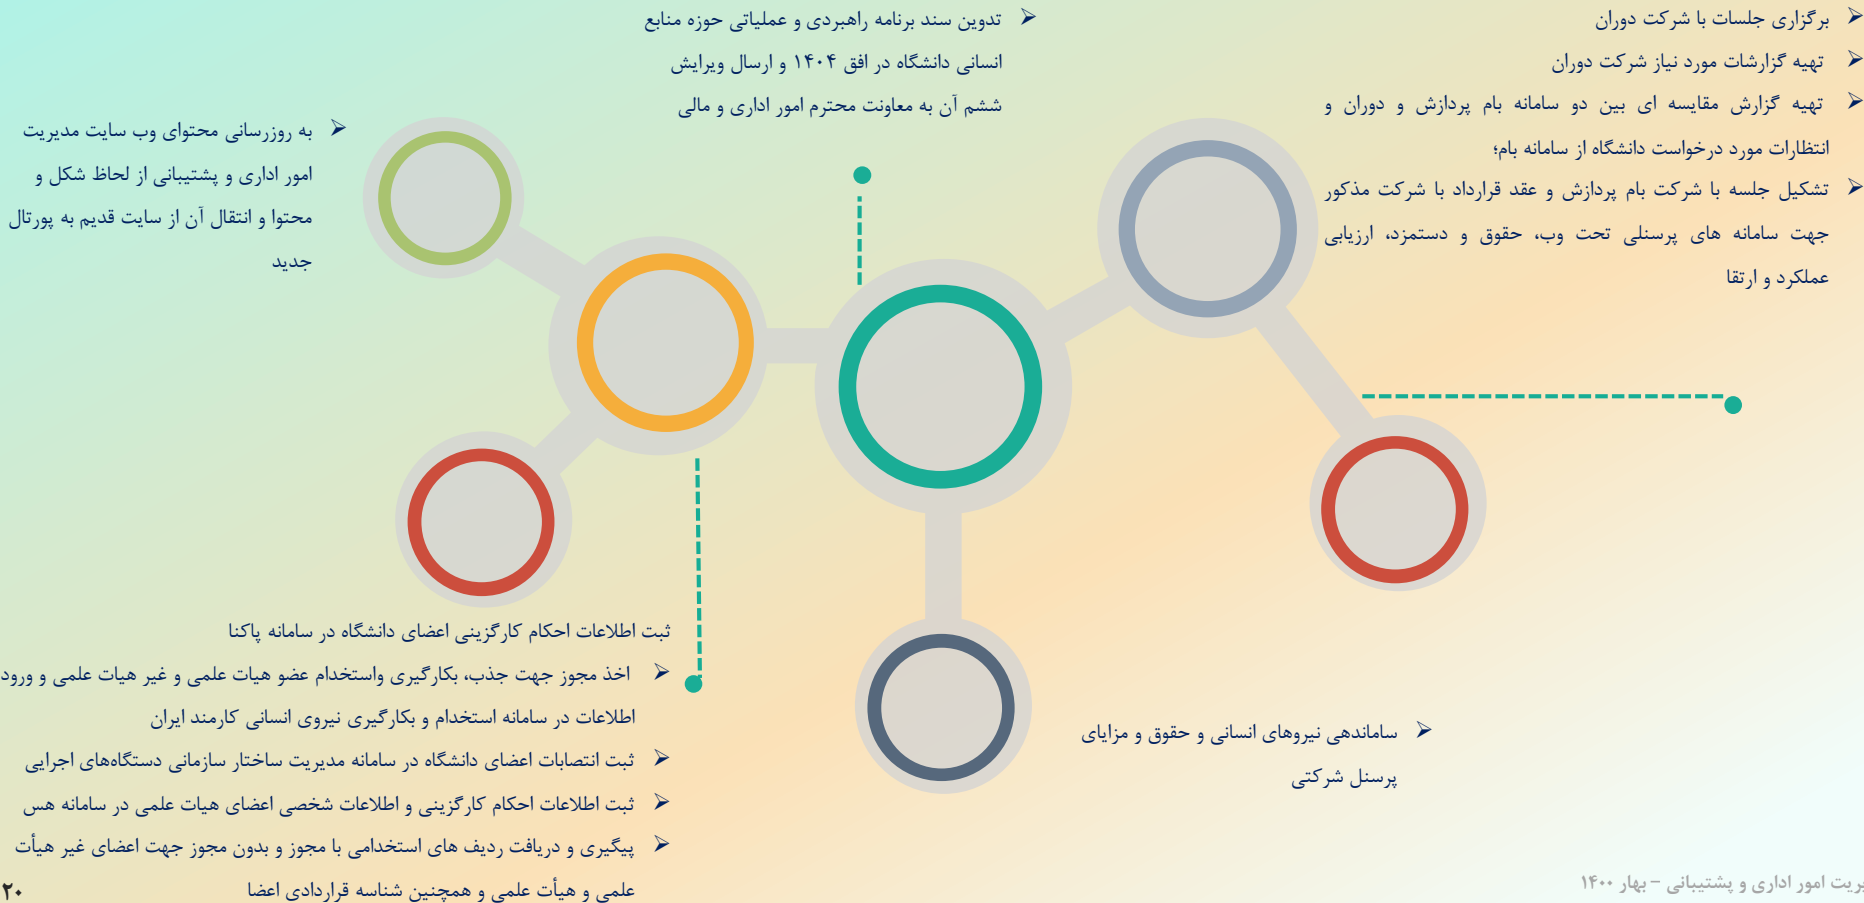 برگزاری جلسات با شرکت دوران
تهیه گزارشات مورد نیاز شرکت دوران
تهیه گزارش مقایسه ای بین دو سامانه بام پردازش و دوران و
انتظارات مورد درخواست دانشگاه از سامانه بام؛
تشکیل جلسه با شرکت بام پردازش و عقد قرارداد با شرکت مذکور
جهت سامانه های پرسنلی تحت وب، حقوق و دستمزد، ارزیابی
عملکرد و ارتقا
تدوین سند برنامه راهبردی و عملیاتی حوزه منابع
انسانی دانشگاه در افق ۱۴۰۴ و ارسال ویرایش
ششم آن به معاونت محترم امور اداری و مالی
به روزرسانی محتوای وب سایت مدیریت
امور اداری و پشتیبانی از لحاظ شکل و
محتوا و انتقال آن از سایت قدیم به پورتال
جدید
ساماندهی نیروهای انسانی و حقوق و مزایای
پرسنل شرکتی
ثبت اطلاعات احکام کارگزینی اعضای دانشگاه در سامانه پاکنا
اخذ مجوز جهت جذب، بکارگیری واستخدام عضو هیات علمی و غیر هیات علمی و ورود
اطلاعات در سامانه استخدام و بکارگیری نیروی انسانی کارمند ایران
ثبت انتصابات اعضای دانشگاه در سامانه مدیریت ساختار سازمانی دستگاه‌های اجرایی
ثبت اطلاعات احکام کارگزینی و اطلاعات شخصی اعضای هیات علمی در سامانه هس
پیگیری و دریافت ردیف های استخدامی با مجوز و بدون مجوز جهت اعضای غیر هیأت
علمی و هیأت علمی و همچنین شناسه قراردادی اعضا
یریت امور اداری و پشتیبانی – بهار ۱۴۰۰
۲۰